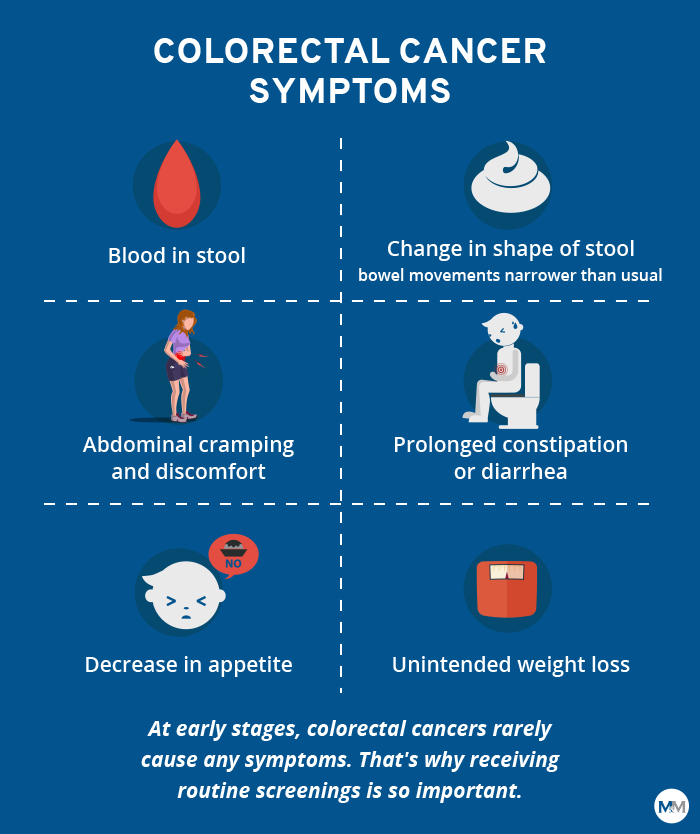 COLORECTAL CANCER
SYMPTOMS
Blood in stool
Change in shape of stool
bowel movements narrower than usual
Abdominal cramping
and discomfort
Prolonged constipation
or diarrhea
NO
Decrease in appetite
Unintended weight loss
At early stages, colorectal cancers rarely
cause any symptoms. That's why receiving
routine screenings is so important.
M&M